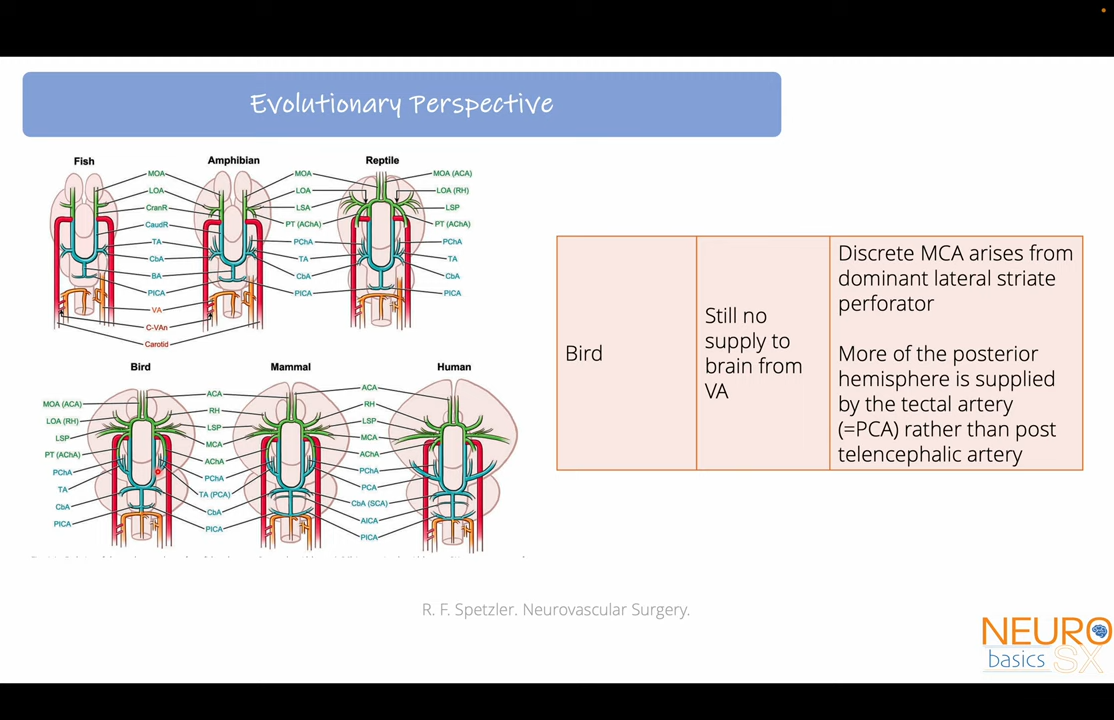 Evolutionary Perspective
Fish
Amphibian
Reptile
MOA
LOA
CranR
CaudR
TA
CbA
BA
PICA
VA
C-VAn
Carotid
MOA
LOA
LSA
PT (AChA)
PChA
TA
CbA
PICA
MOA (ACA)
LOA (RH)
LSP
PT (AChA)
PChA
TA
CbA
PICA
Bird
Mammal
Human
MOA (ACA)
LOA (RH)
LSP
PT (AChA)
PChA
TA
CbA
PICA
ACA
RH
LSP
MCA
AChA
PChA
TA (PCA)
CbA
PICA
ACA
RH
LSP
MCA
AChA
PChA
PCA
CbA (SCA)
AICA
PICA
Bird
Still no
supply to
brain from
VA
Discrete MCA arises from
dominant lateral striate
perforator
More of the posterior
hemisphere is supplied
by the tectal artery
(=PCA) rather than post
telencephalic artery
R. F. Spetzler. Neurovascular Surgery.
NEURO
basics SX